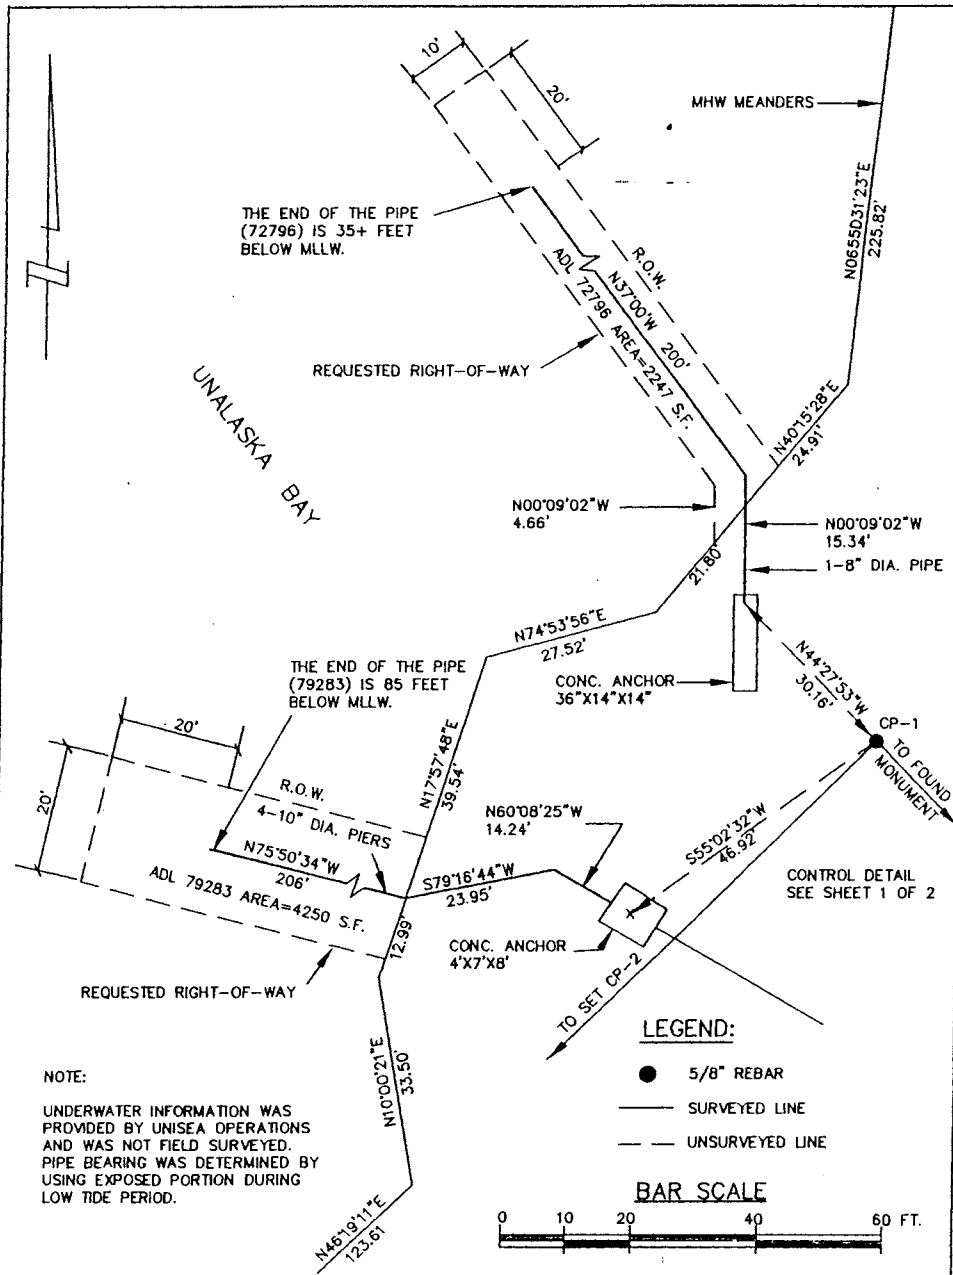 10'
20'
MHW MEANDERS
N0655D31'23"E
225.82'
THE END OF THE PIPE
(72796) IS 35+ FEET
BELOW MLLW.
R.O.W.
N37°00'W 200'
ADL 72796 AREA=2247 S.F.
REQUESTED RIGHT-OF-WAY
UNALASKA BAY
N40°15'28"E
24.91'
N00°09'02"W
4.66'
N00°09'02"W
15.34'
1-8" DIA. PIPE
21.80'
N74°53'56"E
27.52'
CONC. ANCHOR
36"X14"X14"
N44°27'53"W
30.16'
CP-1
TO FOUND
MONUMENT
THE END OF THE PIPE
(79283) IS 85 FEET
BELOW MLLW.
20'
20'
R.O.W.
4-10" DIA. PIERS
N17°57'48"E
39.54'
N60°08'25"W
14.24'
S55°02'32"W
46.92'
N75°50'34"W
206'
S79°16'44"W
23.95'
ADL 79283 AREA=4250 S.F.
12.99'
CONTROL DETAIL
SEE SHEET 1 OF 2
CONC. ANCHOR
4'X7'X8'
REQUESTED RIGHT-OF-WAY
TO SET CP-2
N10°00'21"E
33.50'
N46°19'11"E
123.61
NOTE:
UNDERWATER INFORMATION WAS
PROVIDED BY UNISEA OPERATIONS
AND WAS NOT FIELD SURVEYED.
PIPE BEARING WAS DETERMINED BY
USING EXPOSED PORTION DURING
LOW TIDE PERIOD.
LEGEND:
5/8" REBAR
SURVEYED LINE
UNSURVEYED LINE
BAR SCALE
0 10 20 40 60 FT.